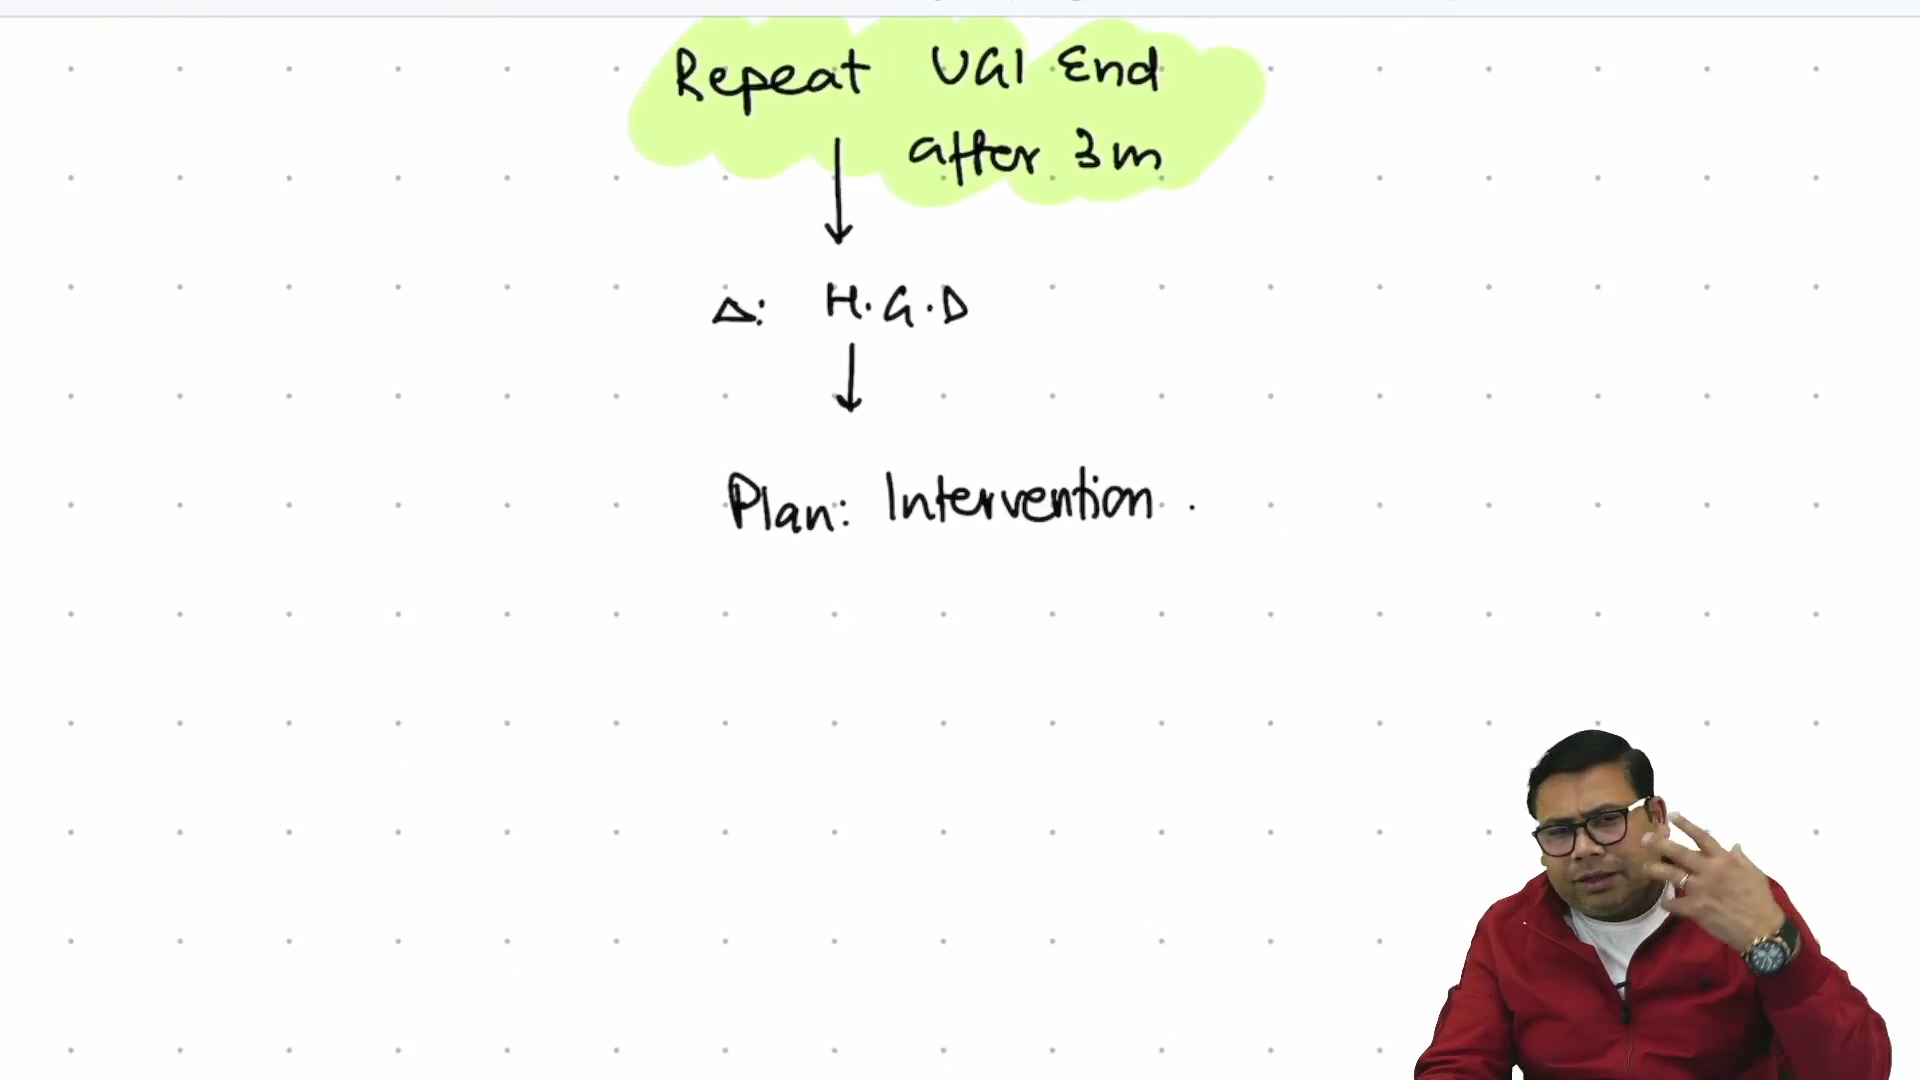 Repeat UGI End
after 3m
Δ: H.G.D
Plan: Intervention.